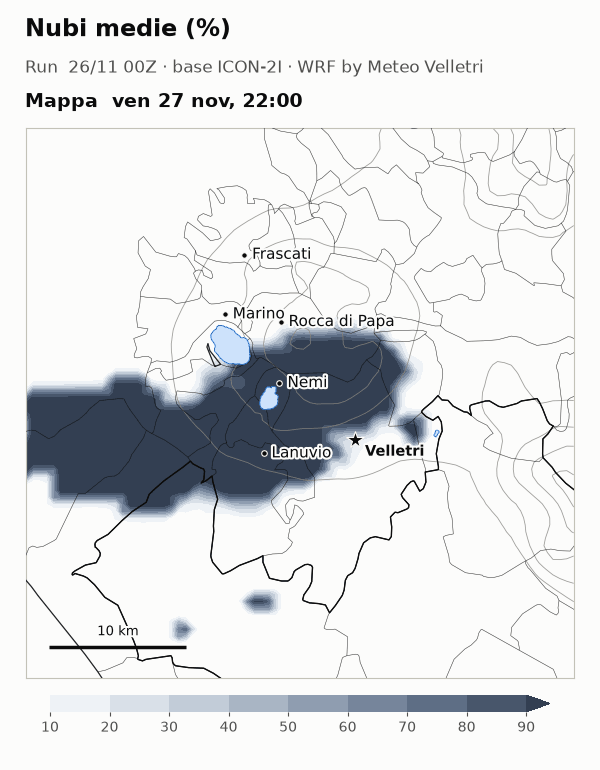 Nubi medie (%)
Run  26/11 00Z · base ICON-2I · WRF by Meteo Velletri
Mappa  ven 27 nov, 22:00
Frascati
Marino
Rocca di Papa
Nemi
Velletri
Lanuvio
10 km
10 20 30 40 50 60 70 80 90